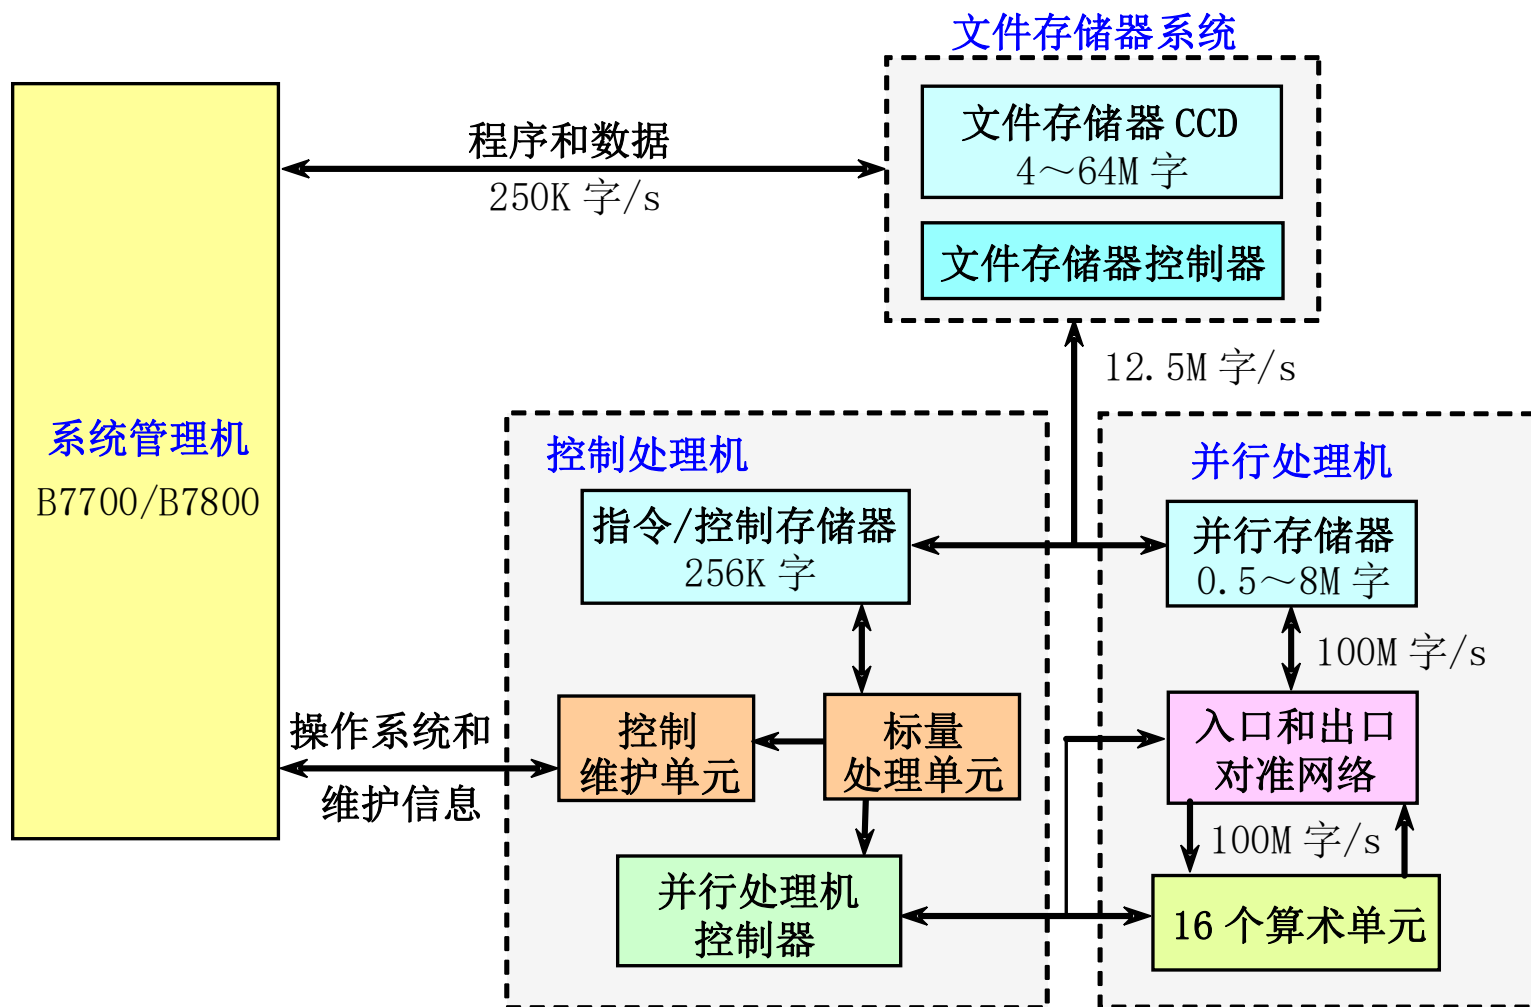 文件存储器系统
文件存储器 CCD
4～64M 字
文件存储器控制器
程序和数据
250K 字/s
12.5M 字/s
系统管理机
B7700/B7800
控制处理机
指令/控制存储器
256K 字
并行处理机
并行存储器
0.5～8M 字
100M 字/s
操作系统和
维护信息
控制
维护单元
标量
处理单元
入口和出口
对准网络
100M 字/s
并行处理机
控制器
16 个算术单元